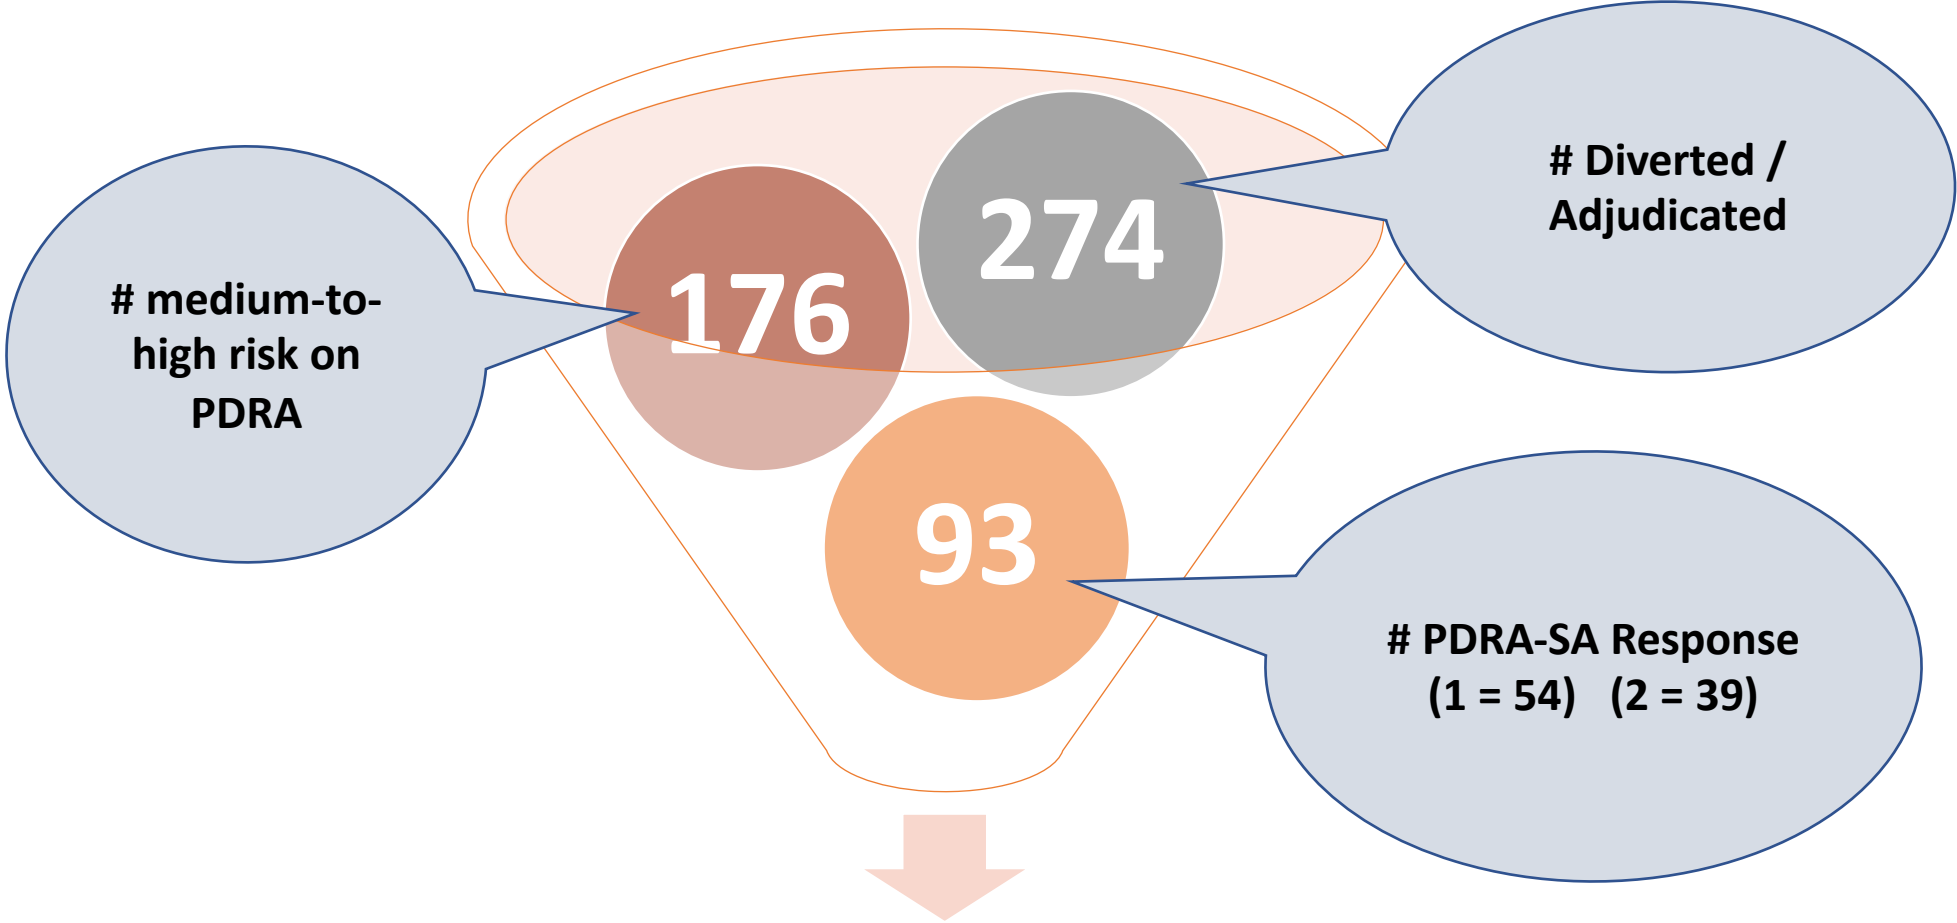 # Diverted /
Adjudicated
274
176
# medium-to-
high risk on
PDRA
93
# PDRA-SA Response
(1 = 54)   (2 = 39)